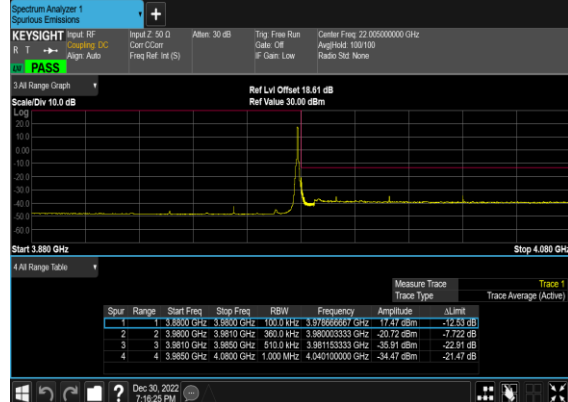 Spectrum Analyzer 1
Spurious Emissions
KEYSIGHT Input: RF Input Z: 50 Ω Atten: 30 dB Trig: Free Run Center Freq: 22.005000000 GHz
R T Coupling: DC Corr CCorr Gate: Off Avg|Hold: 100/100
Align: Auto Freq Ref: Int (S) IF Gain: Low Radio Std: None
PASS
3 All Range Graph
Ref Lvl Offset 18.61 dB
Scale/Div 10.0 dB Ref Value 30.00 dBm
Log
20.0
10.0
0.00
-10.0
-20.0
-30.0
-40.0
-50.0
-60.0
Start 3.880 GHz Stop 4.080 GHz
4 All Range Table
Measure Trace Trace 1
Trace Type Trace Average (Active)
Spur Range Start Freq Stop Freq RBW Frequency Amplitude ΔLimit
1 1 3.8800 GHz 3.9800 GHz 100.0 kHz 3.978666667 GHz 17.47 dBm -12.53 dB
2 2 3.9800 GHz 3.9810 GHz 360.0 kHz 3.980003333 GHz -20.72 dBm -7.722 dB
3 3 3.9810 GHz 3.9850 GHz 510.0 kHz 3.981153333 GHz -35.91 dBm -22.91 dB
4 4 3.9850 GHz 4.0800 GHz 1.000 MHz 4.040100000 GHz -34.47 dBm -21.47 dB
Dec 30, 2022
7:16:25 PM